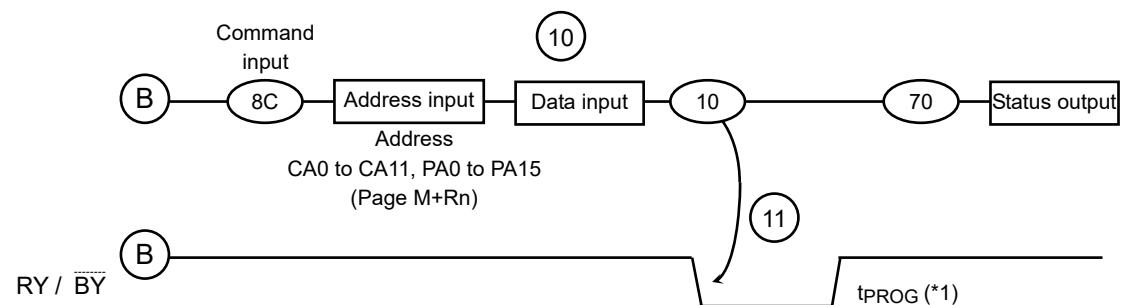 Command
input
10
B
8C
Address input
Data input
10
70
Status output
Address
CA0 to CA11, PA0 to PA15
(Page M+Rn)
11
B
RY / BY
tPROG (*1)